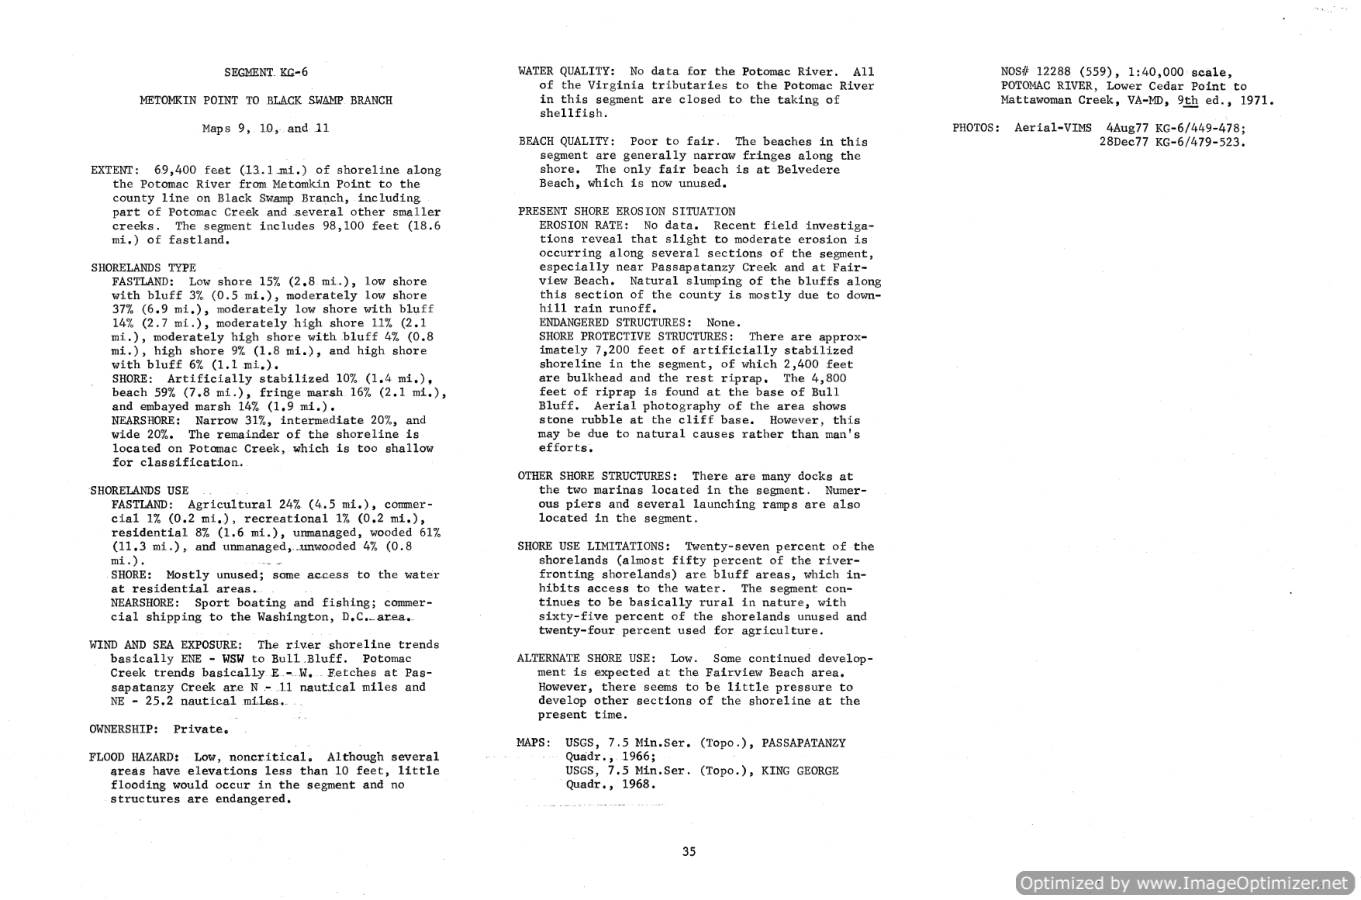 SEGMENT KG-6
METOMKIN POINT TO BLACK SWAMP BRANCH
Maps 9, 10, and 11
EXTENT: 69,400 feet (13.1 mi.) of shoreline along
the Potomac River from Metomkin Point to the
county line on Black Swamp Branch, including
part of Potomac Creek and several other smaller
creeks. The segment includes 98,100 feet (18.6
mi.) of fastland.
SHORELANDS TYPE
FASTLAND: Low shore 15% (2.8 mi.), low shore
with bluff 3% (0.5 mi.), moderately low shore
37% (6.9 mi.), moderately low shore with bluff
14% (2.7 mi.), moderately high shore 11% (2.1
mi.), moderately high shore with bluff 4% (0.8
mi.), high shore 9% (1.8 mi.), and high shore
with bluff 6% (1.1 mi.).
SHORE: Artificially stabilized 10% (1.4 mi.),
beach 59% (7.8 mi.), fringe marsh 16% (2.1 mi.),
and embayed marsh 14% (1.9 mi.).
NEARSHORE: Narrow 31%, intermediate 20%, and
wide 20%. The remainder of the shoreline is
located on Potomac Creek, which is too shallow
for classification.
SHORELANDS USE
FASTLAND: Agricultural 24% (4.5 mi.), commer-
cial 1% (0.2 mi.), recreational 1% (0.2 mi.),
residential 8% (1.6 mi.), unmanaged, wooded 61%
(11.3 mi.), and unmanaged, unwooded 4% (0.8
mi.).
SHORE: Mostly unused; some access to the water
at residential areas.
NEARSHORE: Sport boating and fishing; commer-
cial shipping to the Washington, D.C. area.
WIND AND SEA EXPOSURE: The river shoreline trends
basically ENE - WSW to Bull Bluff. Potomac
Creek trends basically E - W. Fetches at Pas-
sapatanzy Creek are N - 11 nautical miles and
NE - 25.2 nautical miles.
OWNERSHIP: Private.
FLOOD HAZARD: Low, noncritical. Although several
areas have elevations less than 10 feet, little
flooding would occur in the segment and no
structures are endangered.
WATER QUALITY: No data for the Potomac River. All
of the Virginia tributaries to the Potomac River
in this segment are closed to the taking of
shellfish.
BEACH QUALITY: Poor to fair. The beaches in this
segment are generally narrow fringes along the
shore. The only fair beach is at Belvedere
Beach, which is now unused.
PRESENT SHORE EROSION SITUATION
EROSION RATE: No data. Recent field investiga-
tions reveal that slight to moderate erosion is
occurring along several sections of the segment,
especially near Passapatanzy Creek and at Fair-
view Beach. Natural slumping of the bluffs along
this section of the county is mostly due to down-
hill rain runoff.
ENDANGERED STRUCTURES: None.
SHORE PROTECTIVE STRUCTURES: There are approx-
imately 7,200 feet of artificially stabilized
shoreline in the segment, of which 2,400 feet
are bulkhead and the rest riprap. The 4,800
feet of riprap is found at the base of Bull
Bluff. Aerial photography of the area shows
stone rubble at the cliff base. However, this
may be due to natural causes rather than man's
efforts.
OTHER SHORE STRUCTURES: There are many docks at
the two marinas located in the segment. Numer-
ous piers and several launching ramps are also
located in the segment.
SHORE USE LIMITATIONS: Twenty-seven percent of the
shorelands (almost fifty percent of the river-
fronting shorelands) are bluff areas, which in-
hibits access to the water. The segment con-
tinues to be basically rural in nature, with
sixty-five percent of the shorelands unused and
twenty-four percent used for agriculture.
ALTERNATE SHORE USE: Low. Some continued develop-
ment is expected at the Fairview Beach area.
However, there seems to be little pressure to
develop other sections of the shoreline at the
present time.
MAPS: USGS, 7.5 Min.Ser. (Topo.), PASSAPATANZY
Quadr., 1966;
USGS, 7.5 Min.Ser. (Topo.), KING GEORGE
Quadr., 1968.
NOS# 12288 (559), 1:40,000 scale,
POTOMAC RIVER, Lower Cedar Point to
Mattawoman Creek, VA-MD, 9th ed., 1971.
PHOTOS: Aerial-VIMS 4Aug77 KG-6/449-478;
28Dec77 KG-6/479-523.
35
Optimized by www.ImageOptimizer.net